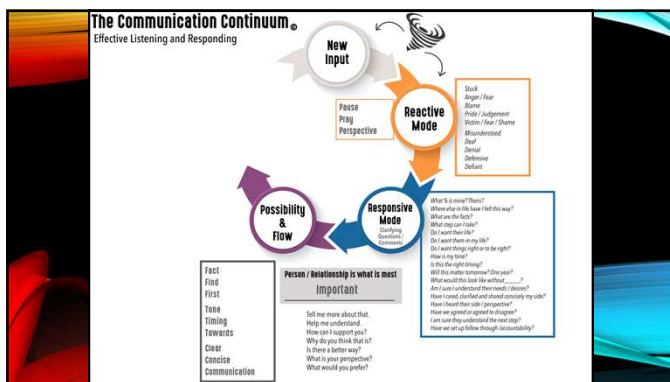 The Communication Continuum
Effective Listening and Responding
New
Input
Reactive
Mode
Stuck
Anger / Fear
Blame
Pride / Judgement
Victim / Fear / Shame
Misunderstood
Deaf
Denial
Defensive
Defiant
Pause
Pray
Perspective
Possibility
&
Flow
Responsive
Mode
Clarifying
Questions /
Comments
What % is mine? Theirs?
Where else in life have I felt this way?
What are the facts?
What step can I take?
Do I want their life?
Do I want them in my life?
Do I want things right or to be right?
How is my tone?
Is this the right timing?
Will this matter tomorrow? One year?
What would this look like without_____?
Am I sure I understand their needs / desires?
Have I cared, clarified and shared concisely my side?
Have I heard their side / perspective?
Have we agreed or agreed to disagree?
I am sure they understand the next step?
Have we set up follow through /accountability?
Fact
Find
First
Tone
Timing
Towards
Clear
Concise
Communication
Person / Relationship is what is most
Important
Tell me more about that.
Help me understand.
How can I support you?
Why do you think that is?
Is there a better way?
What is your perspective?
What would you prefer?